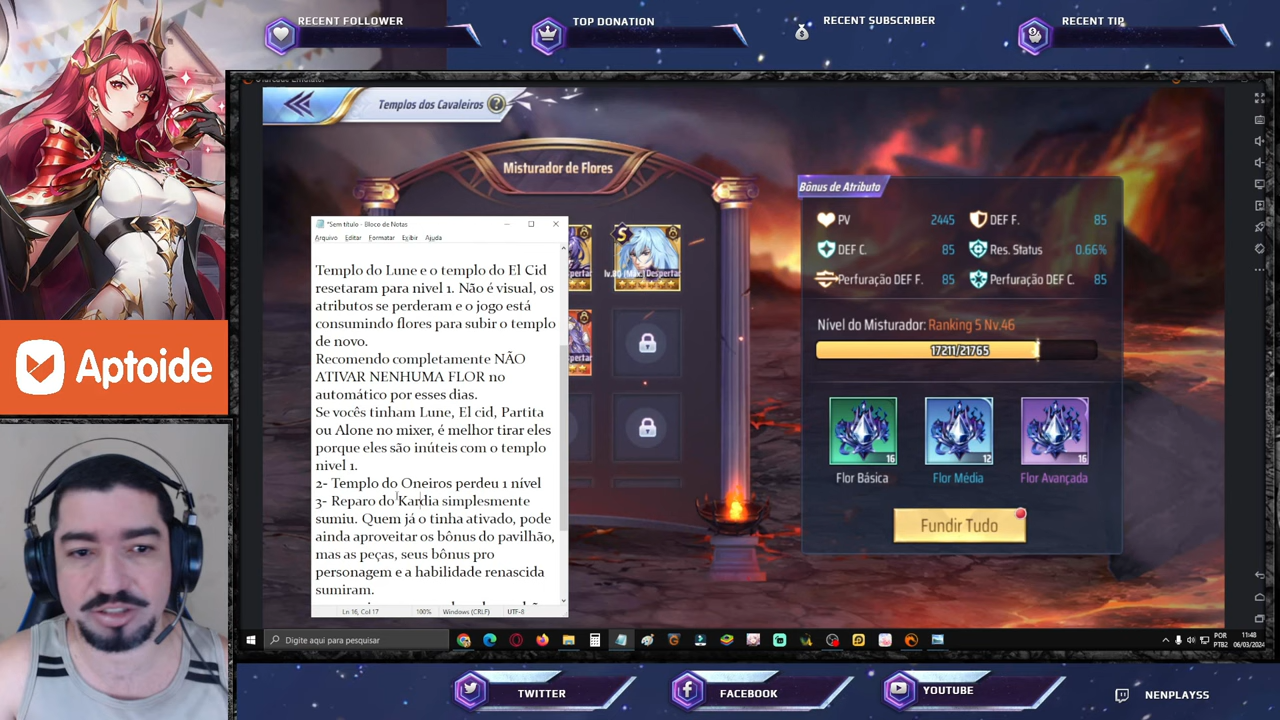 RECENT FOLLOWER
TOP DONATION
RECENT SUBSCRIBER
RECENT TIP
Templos dos Cavaleiros ?
Misturador de Flores
*Sem título - Bloco de Notas
Arquivo Editar Formatar Exibir Ajuda
Templo do Lune e o templo do El Cid
resetaram para nivel 1. Não é visual, os
atributos se perderam e o jogo está
consumindo flores para subir o templo
de novo.
Recomendo completamente NÃO
ATIVAR NENHUMA FLOR no
automático por esses dias.
Se vocês tinham Lune, El cid, Partita
ou Alone no mixer, é melhor tirar eles
porque eles são inúteis com o templo
nivel 1.
2- Templo do Oneiros perdeu 1 nível
3- Reparo do Kardia simplesmente
sumiu. Quem já o tinha ativado, pode
ainda aproveitar os bônus do pavilhão,
mas as peças, seus bônus pro
personagem e a habilidade renascida
sumiram.
Ln 16, Col 17 100% Windows (CRLF) UTF-8
S
lv.80 (Máx.) Despertar
Bônus de Atributo
PV 2445 DEF F. 85
DEF C. 85 Res. Status 0.66%
Perfuração DEF F. 85 Perfuração DEF C. 85
Nível do Misturador: Ranking 5 Nv.46
17211/21765
16 12 16
Flor Básica Flor Média Flor Avançada
Fundir Tudo
Aptoide
Digite aqui para pesquisar
POR
PTB2
11:48
06/03/2024
TWITTER
FACEBOOK
YOUTUBE
NENPLAYSS